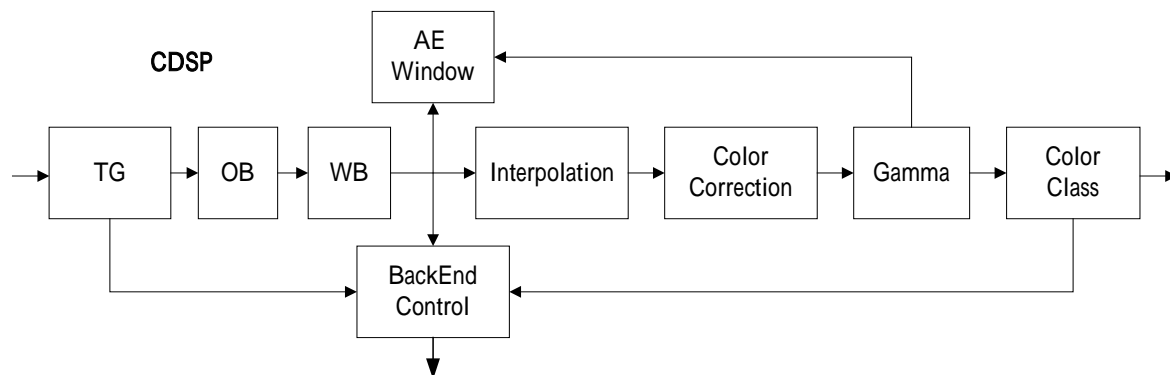 CDSP
AE
Window
TG
OB
WB
Interpolation
Color
Correction
Gamma
Color
Class
BackEnd
Control